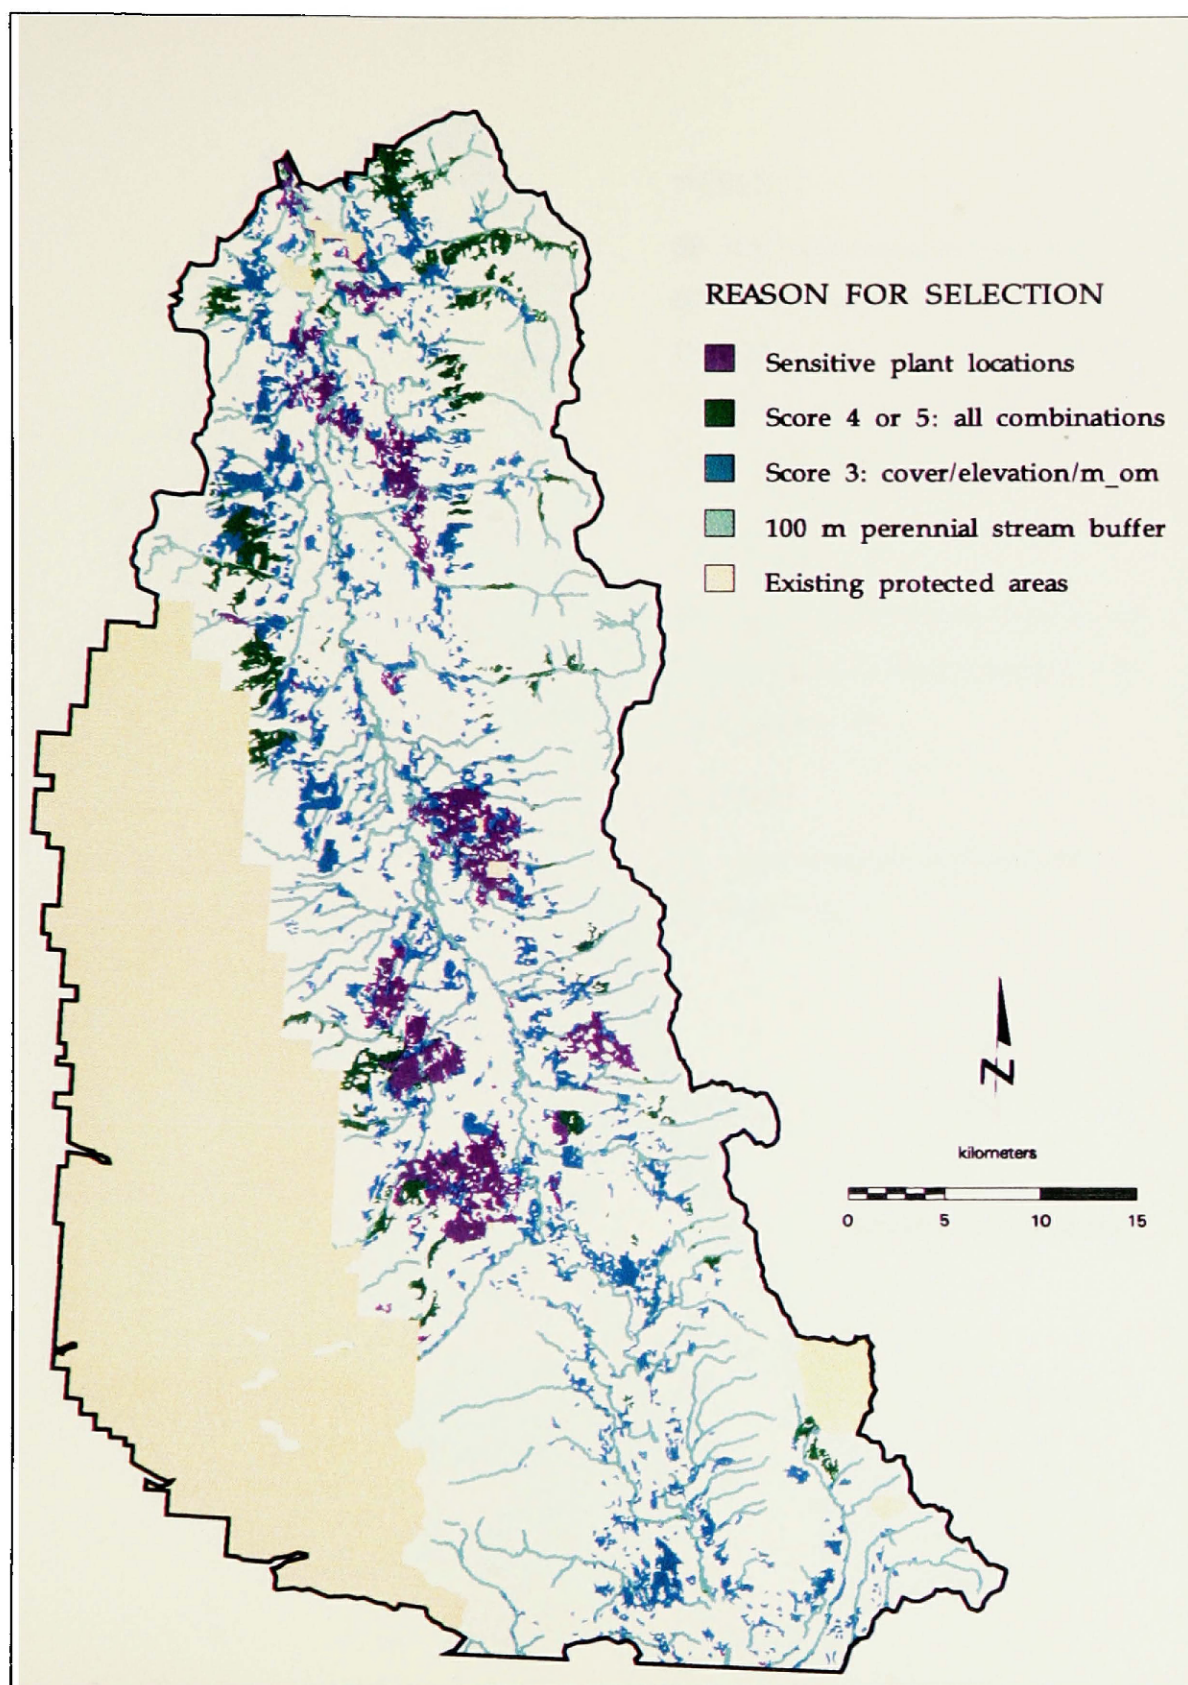 REASON FOR SELECTION
Sensitive plant locations
Score 4 or 5: all combinations
Score 3: cover/elevation/m_om
100 m perennial stream buffer
Existing protected areas
N
kilometers
0 5 10 15